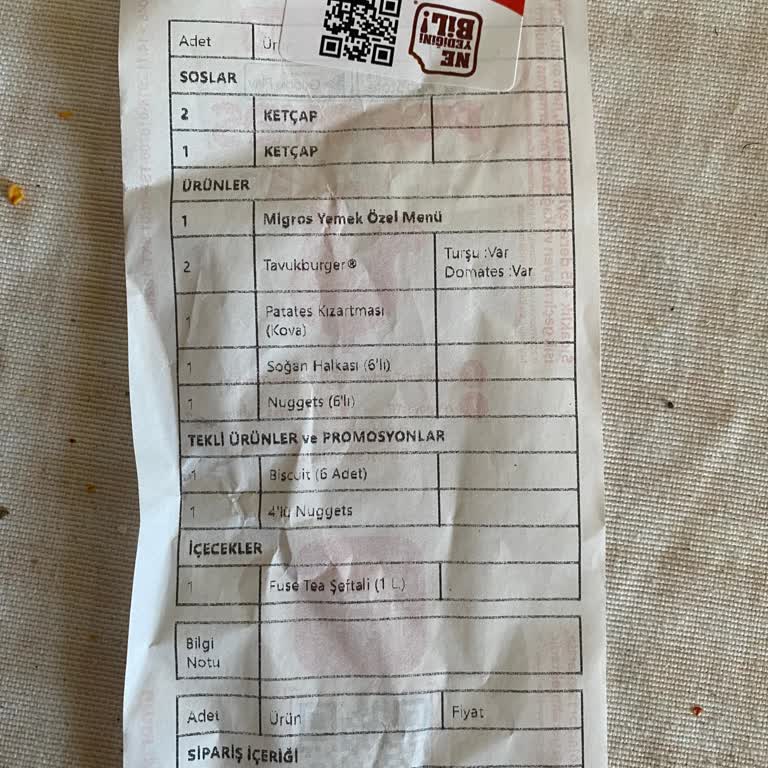 NE
YEDİĞİNİ
BİL!
Adet Ür
SOSLAR
2 KETÇAP
1 KETÇAP
ÜRÜNLER
1 Migros Yemek Özel Menü
2 Tavukburger® Turşu :Var
Domates :Var
1 Patates Kızartması
(Kova)
1 Soğan Halkası (6'lı)
1 Nuggets (6'lı)
TEKLİ ÜRÜNLER ve PROMOSYONLAR
1 Biscuit (6 Adet)
1 4'lü Nuggets
İÇECEKLER
1 Fuse Tea Şeftali (1 L.)
Bilgi
Notu
Adet Ürün Fiyat
SİPARİŞ İÇERİĞİ